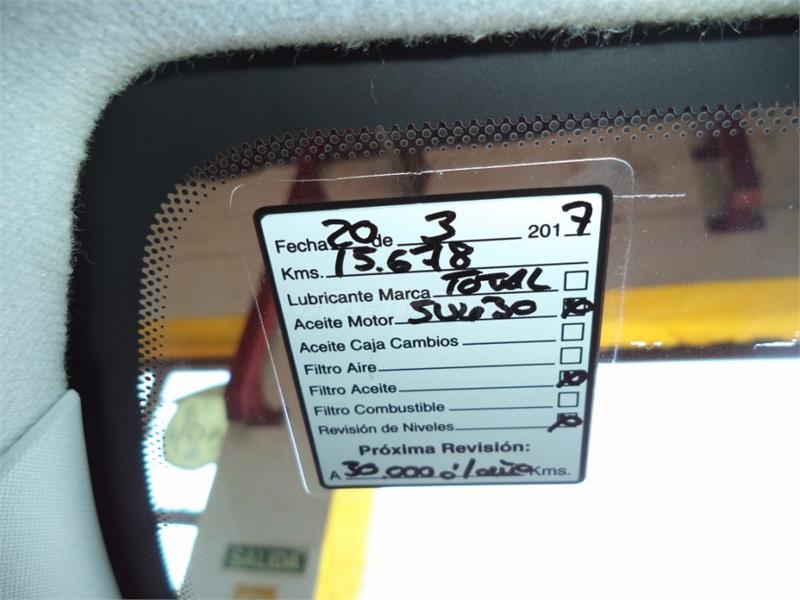 Fecha 20 de 3 2017
Kms. 15.678
Lubricante Marca TOTAL
Aceite Motor 5W30
Aceite Caja Cambios
Filtro Aire
Filtro Aceite
Filtro Combustible
Revisión de Niveles
Próxima Revisión:
A 30.000 ó 1 año Kms.
SALIDA